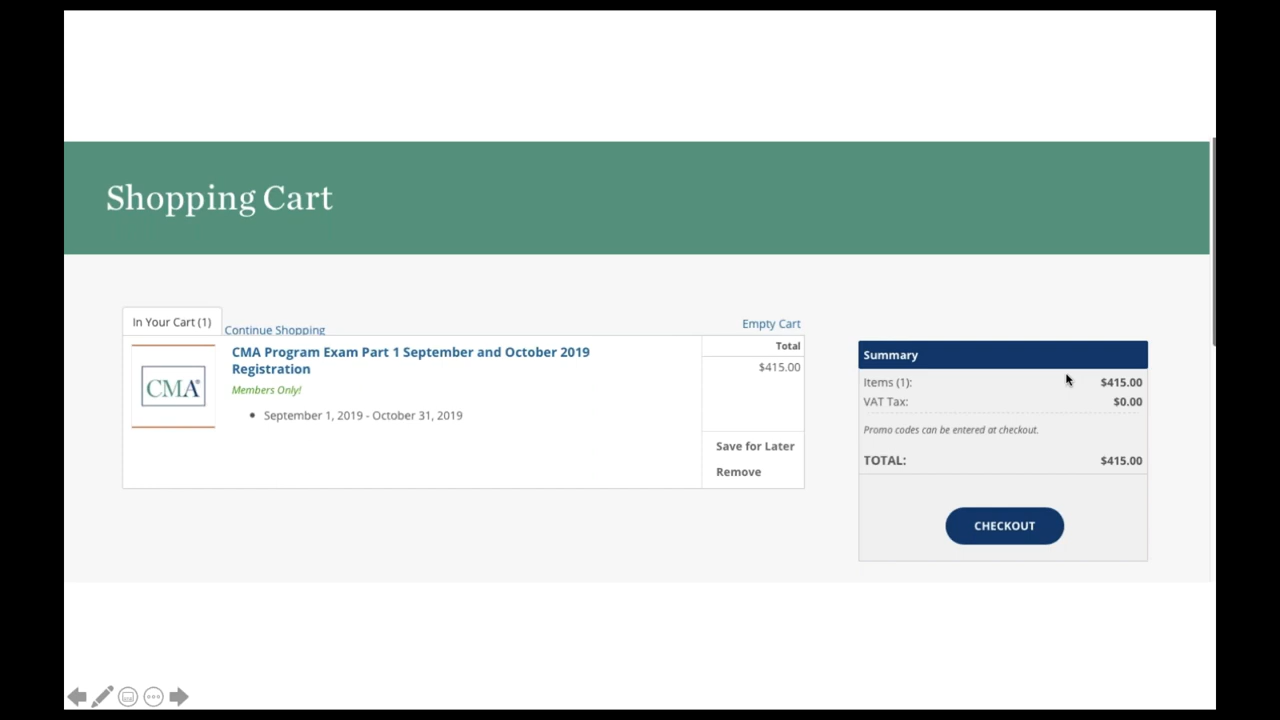 Shopping Cart
In Your Cart (1)
Continue Shopping
Empty Cart
CMA
CMA Program Exam Part 1 September and October 2019
Registration
Members Only!
• September 1, 2019 - October 31, 2019
Total
$415.00
Save for Later
Remove
Summary
Items (1): $415.00
VAT Tax: $0.00
Promo codes can be entered at checkout.
TOTAL: $415.00
CHECKOUT